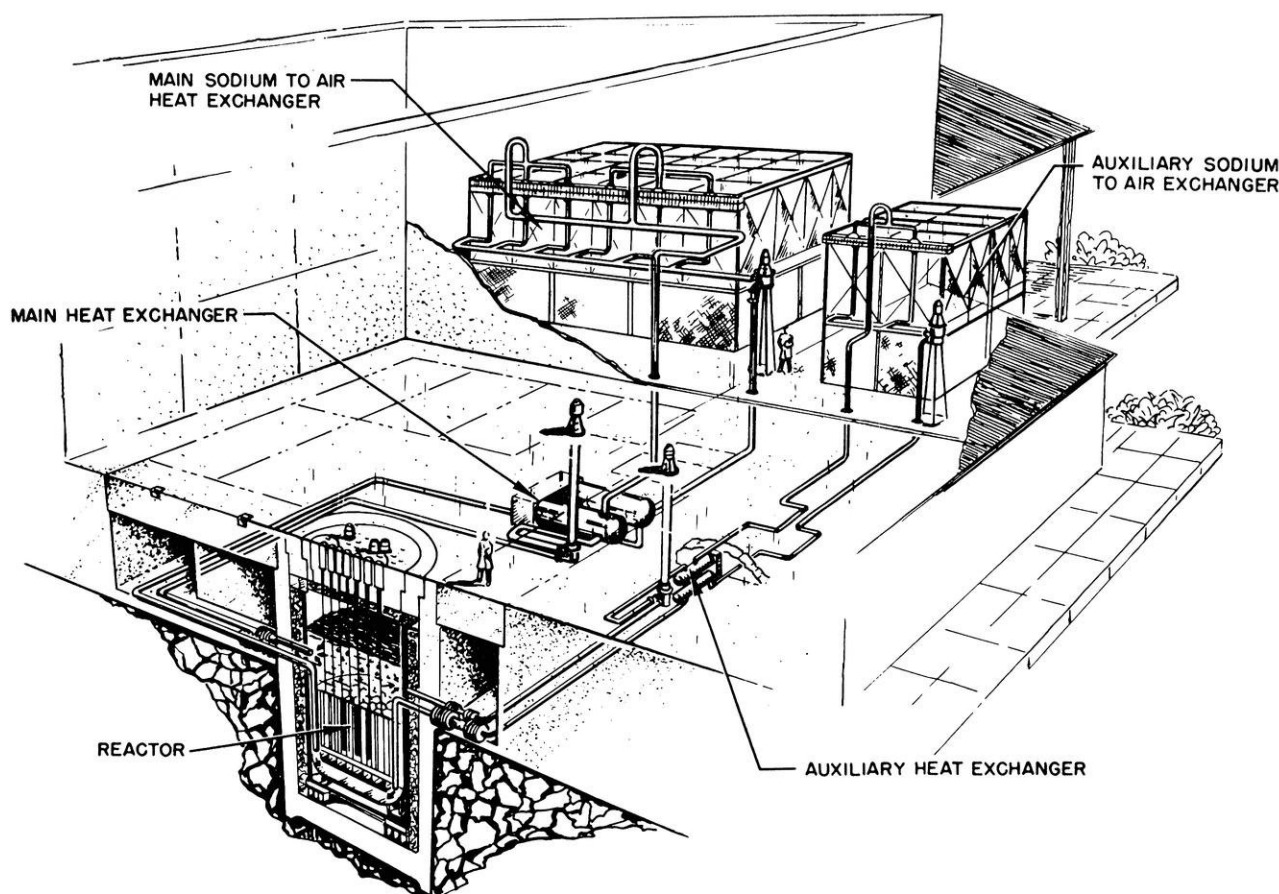 MAIN SODIUM TO AIR
HEAT EXCHANGER
AUXILIARY SODIUM
TO AIR EXCHANGER
MAIN HEAT EXCHANGER
REACTOR
AUXILIARY HEAT EXCHANGER